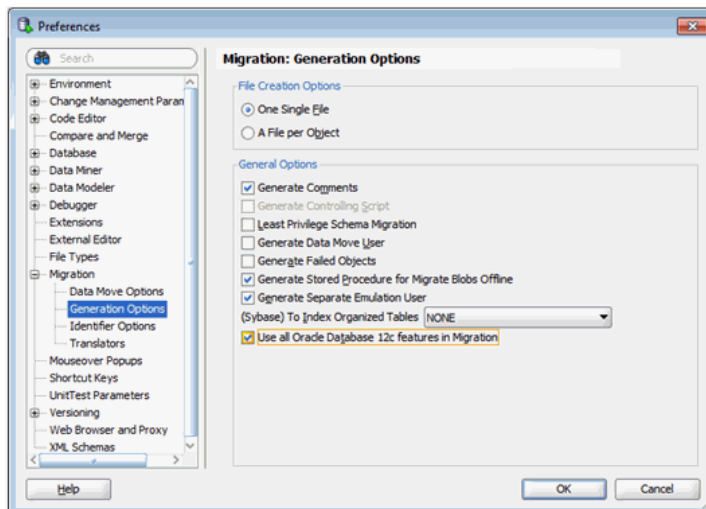 Preferences
Search
Environment
Change Management Param
Code Editor
Compare and Merge
Database
Data Miner
Data Modeler
Debugger
Extensions
External Editor
File Types
Migration
Data Move Options
Generation Options
Identifier Options
Translators
Mouseover Popups
Shortcut Keys
UnitTest Parameters
Versioning
Web Browser and Proxy
XML Schemas
Migration: Generation Options
File Creation Options
One Single File
A File per Object
General Options
Generate Comments
Generate Controlling Script
Least Privilege Schema Migration
Generate Data Move User
Generate Failed Objects
Generate Stored Procedure for Migrate Blobs Offline
Generate Separate Emulation User
(Sybase) To Index Organized Tables NONE
Use all Oracle Database 12c features in Migration
Help OK Cancel